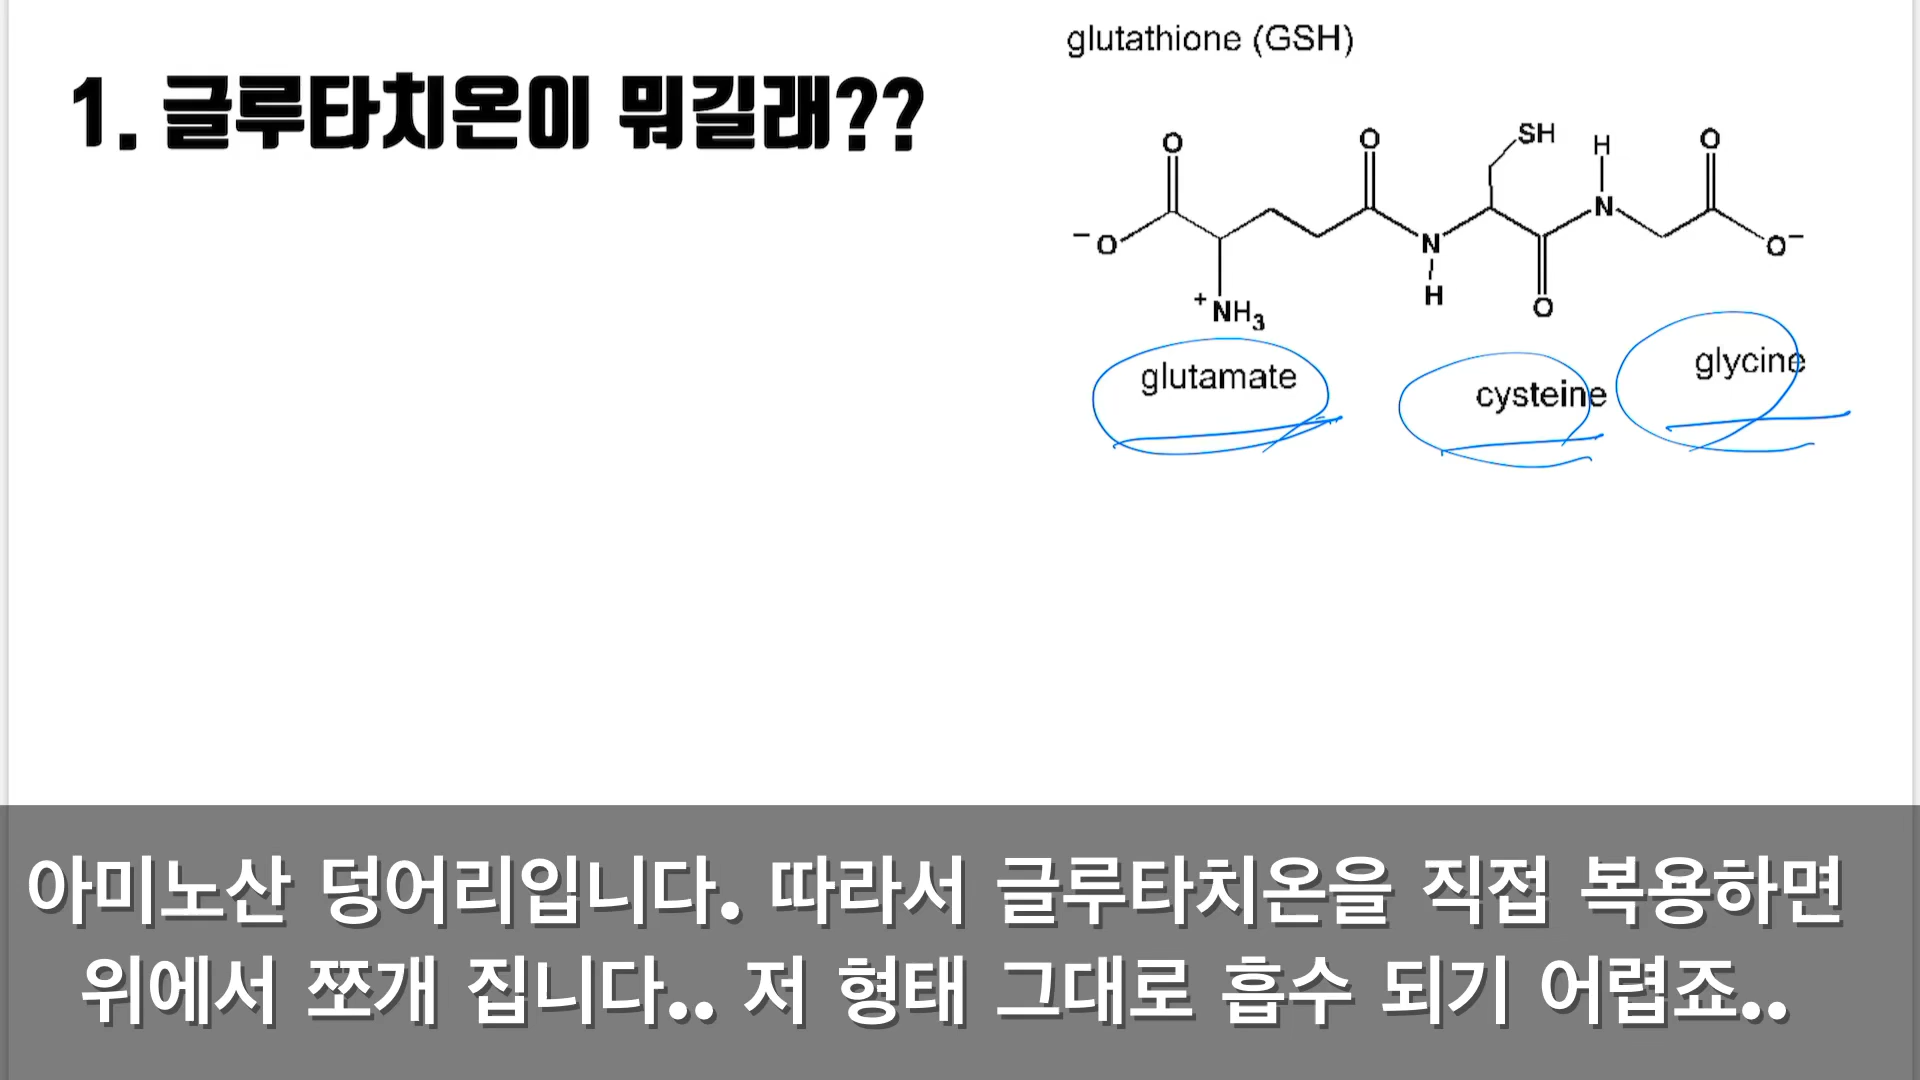 glutathione (GSH)
1. 글루타치온이 뭐길래??
O
O
SH
H
O
N
⁻O
N
O⁻
H
O
⁺NH₃
glycine
glutamate
cysteine
아미노산 덩어리입니다. 따라서 글루타치온을 직접 복용하면
위에서 쪼개 집니다.. 저 형태 그대로 흡수 되기 어렵죠..